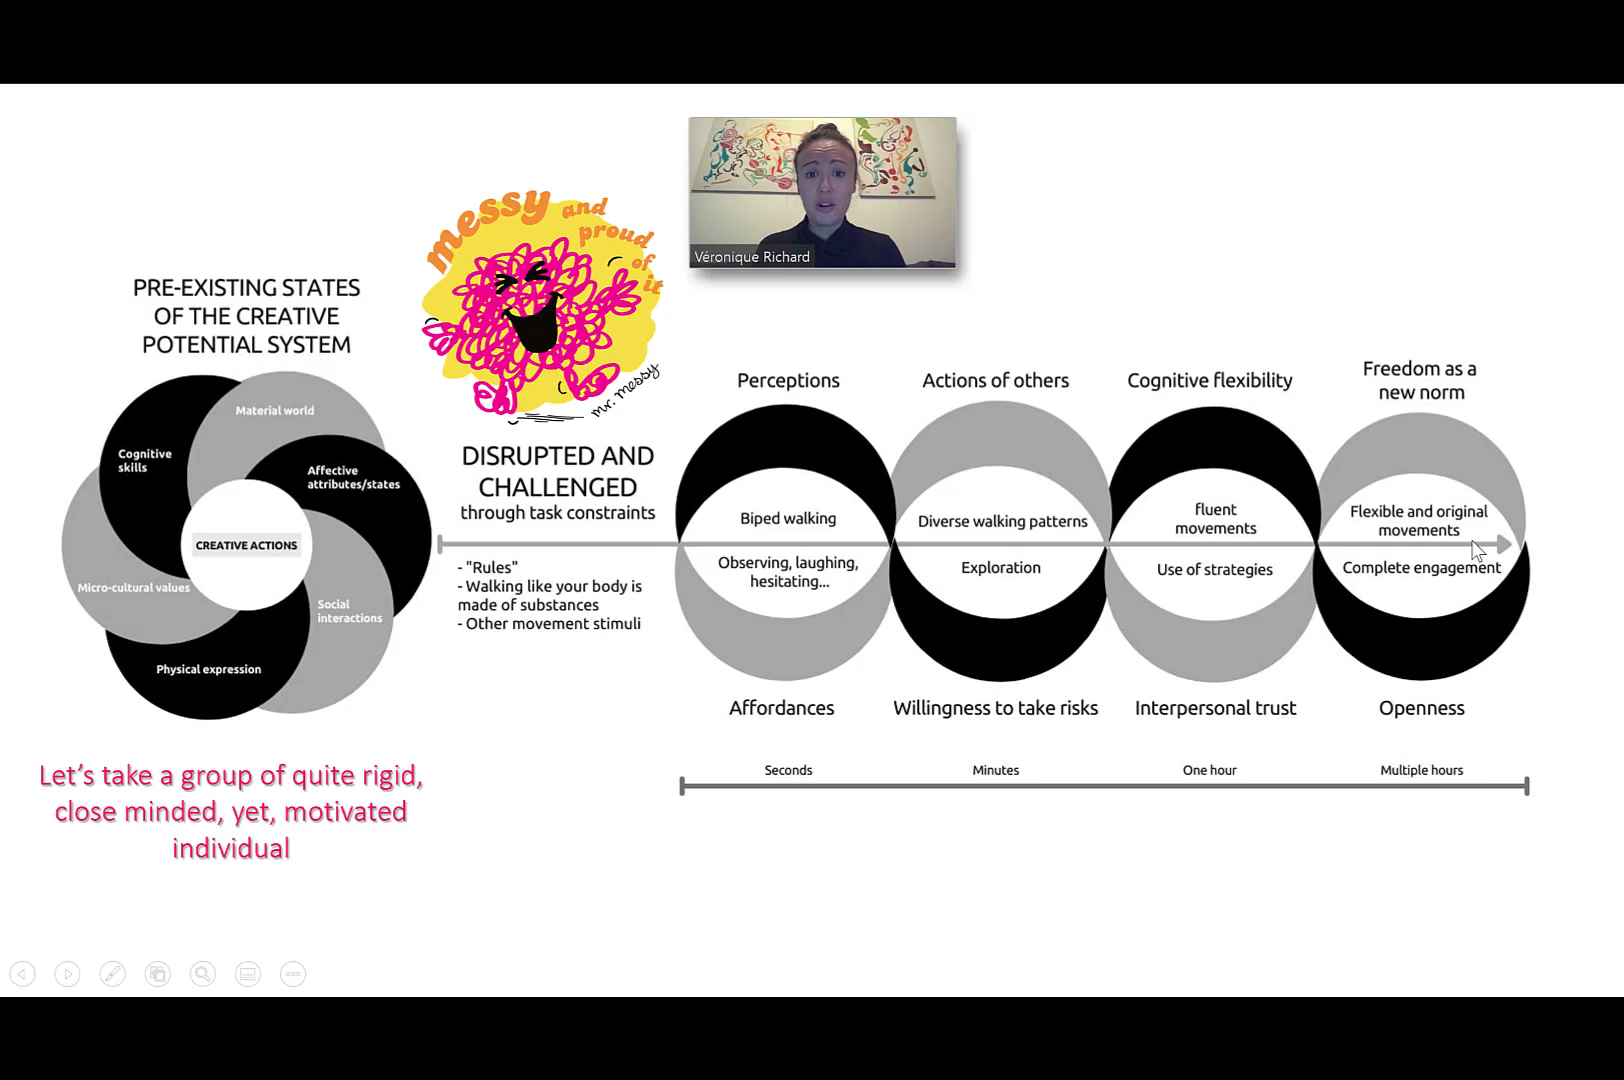 messy and
proud
of
it
mr. messy
Véronique Richard
PRE-EXISTING STATES
OF THE CREATIVE
POTENTIAL SYSTEM
Material world
Cognitive
skills
Affective
attributes/states
CREATIVE ACTIONS
Micro-cultural values
Social
interactions
Physical expression
Let's take a group of quite rigid,
close minded, yet, motivated
individual
DISRUPTED AND
CHALLENGED
through task constraints
- "Rules"
- Walking like your body is
made of substances
- Other movement stimuli
Perceptions
Biped walking
Observing, laughing,
hesitating...
Affordances
Actions of others
Diverse walking patterns
Exploration
Willingness to take risks
Cognitive flexibility
fluent
movements
Use of strategies
Interpersonal trust
Freedom as a
new norm
Flexible and original
movements
Complete engagement
Openness
Seconds
Minutes
One hour
Multiple hours